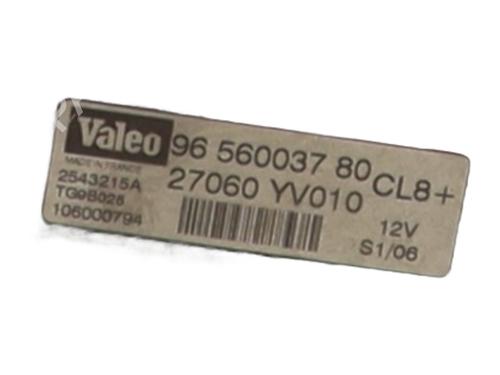 Valeo 96 560037 80 CL8+
MADE IN FRANCE
2543215A 27060 YV010
TG9B026
106000794
12V
S1/06